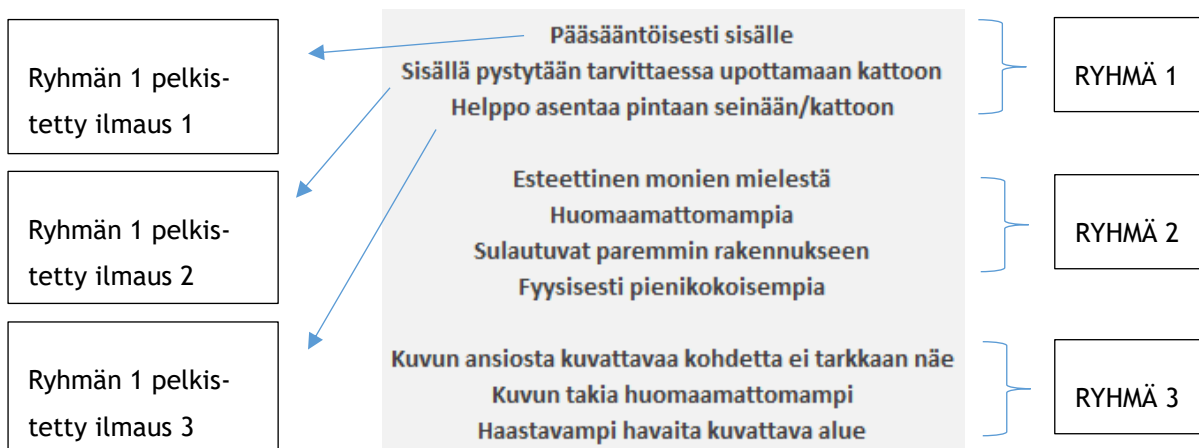 Ryhmän 1 pelkis-
tetty ilmaus 1
Ryhmän 1 pelkis-
tetty ilmaus 2
Ryhmän 1 pelkis-
tetty ilmaus 3
Pääsääntöisesti sisälle
Sisällä pystytään tarvittaessa upottamaan kattoon
Helppo asentaa pintaan seinään/kattoon
Esteettinen monien mielestä
Huomaamattomampia
Sulautuvat paremmin rakennukseen
Fyysisesti pienikokoisempia
Kuvun ansiosta kuvattavaa kohdetta ei tarkkaan näe
Kuvun takia huomaamattomampi
Haastavampi havaita kuvattava alue
RYHMÄ 1
RYHMÄ 2
RYHMÄ 3